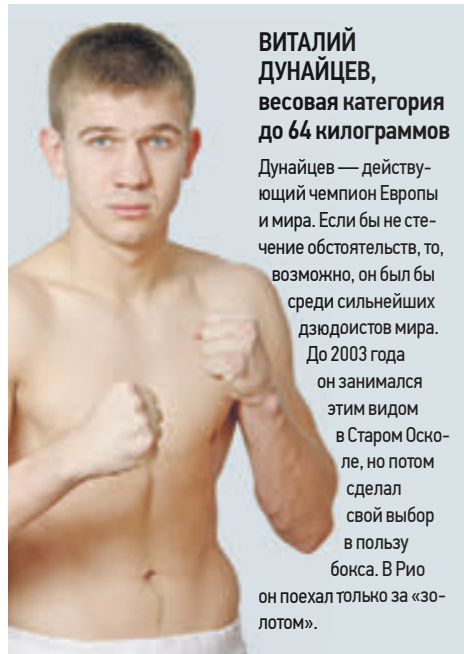 ВИТАЛИЙ
ДУНАЙЦЕВ,
весовая категория
до 64 килограммов
Дунайцев — действу-
ющий чемпион Европы
и мира. Если бы не сте-
чение обстоятельств, то,
возможно, он был бы
среди сильнейших
дзюдоистов мира.
До 2003 года
он занимался
этим видом
в Старом Оско-
ле, но потом
сделал
свой выбор
в пользу
бокса. В Рио
он поехал только за «зо-
лотом».